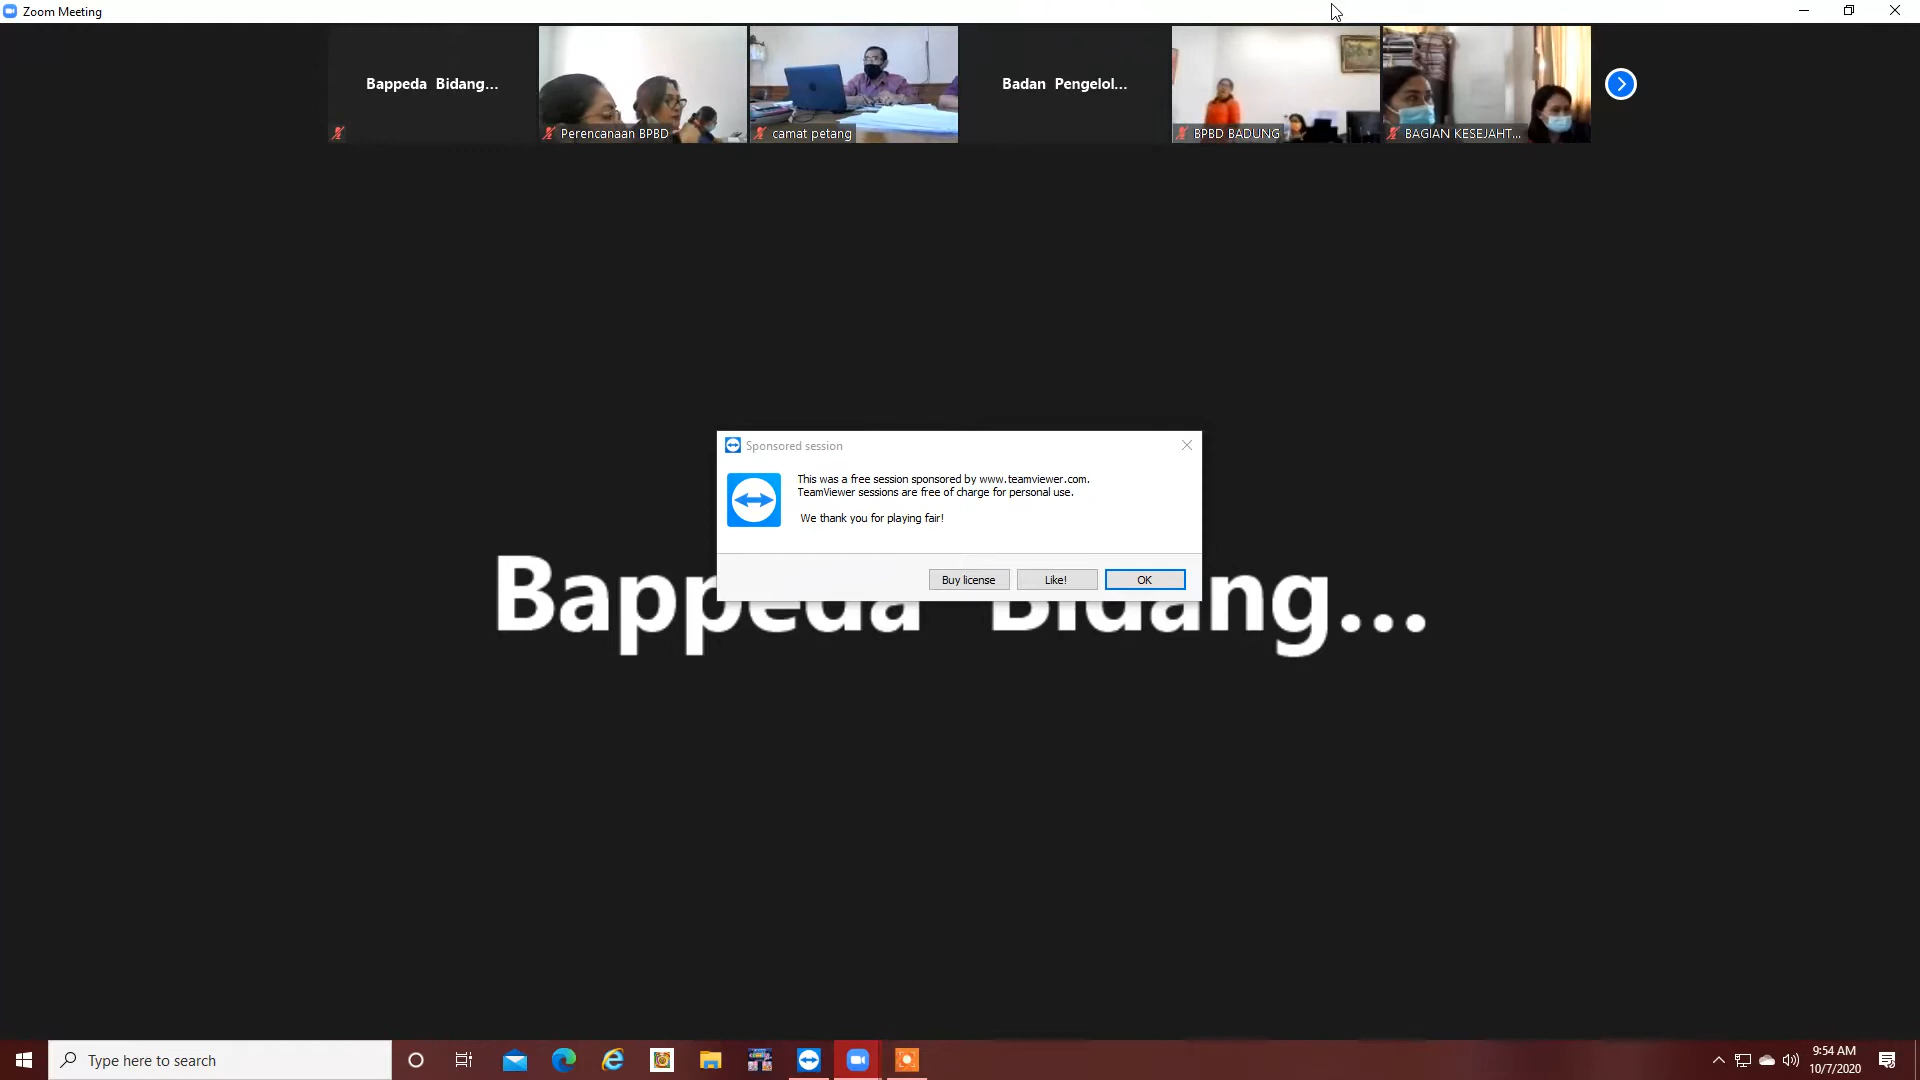 Zoom Meeting
Bappeda Bidang...
Perencanaan BPBD
camat petang
Badan Pengelol...
BPBD BADUNG
BAGIAN KESEJAHT...
Sponsored session
This was a free session sponsored by www.teamviewer.com.
TeamViewer sessions are free of charge for personal use.
We thank you for playing fair!
Buy license
Like!
OK
Bappeda Bidang...
Type here to search
9:54 AM
10/7/2020